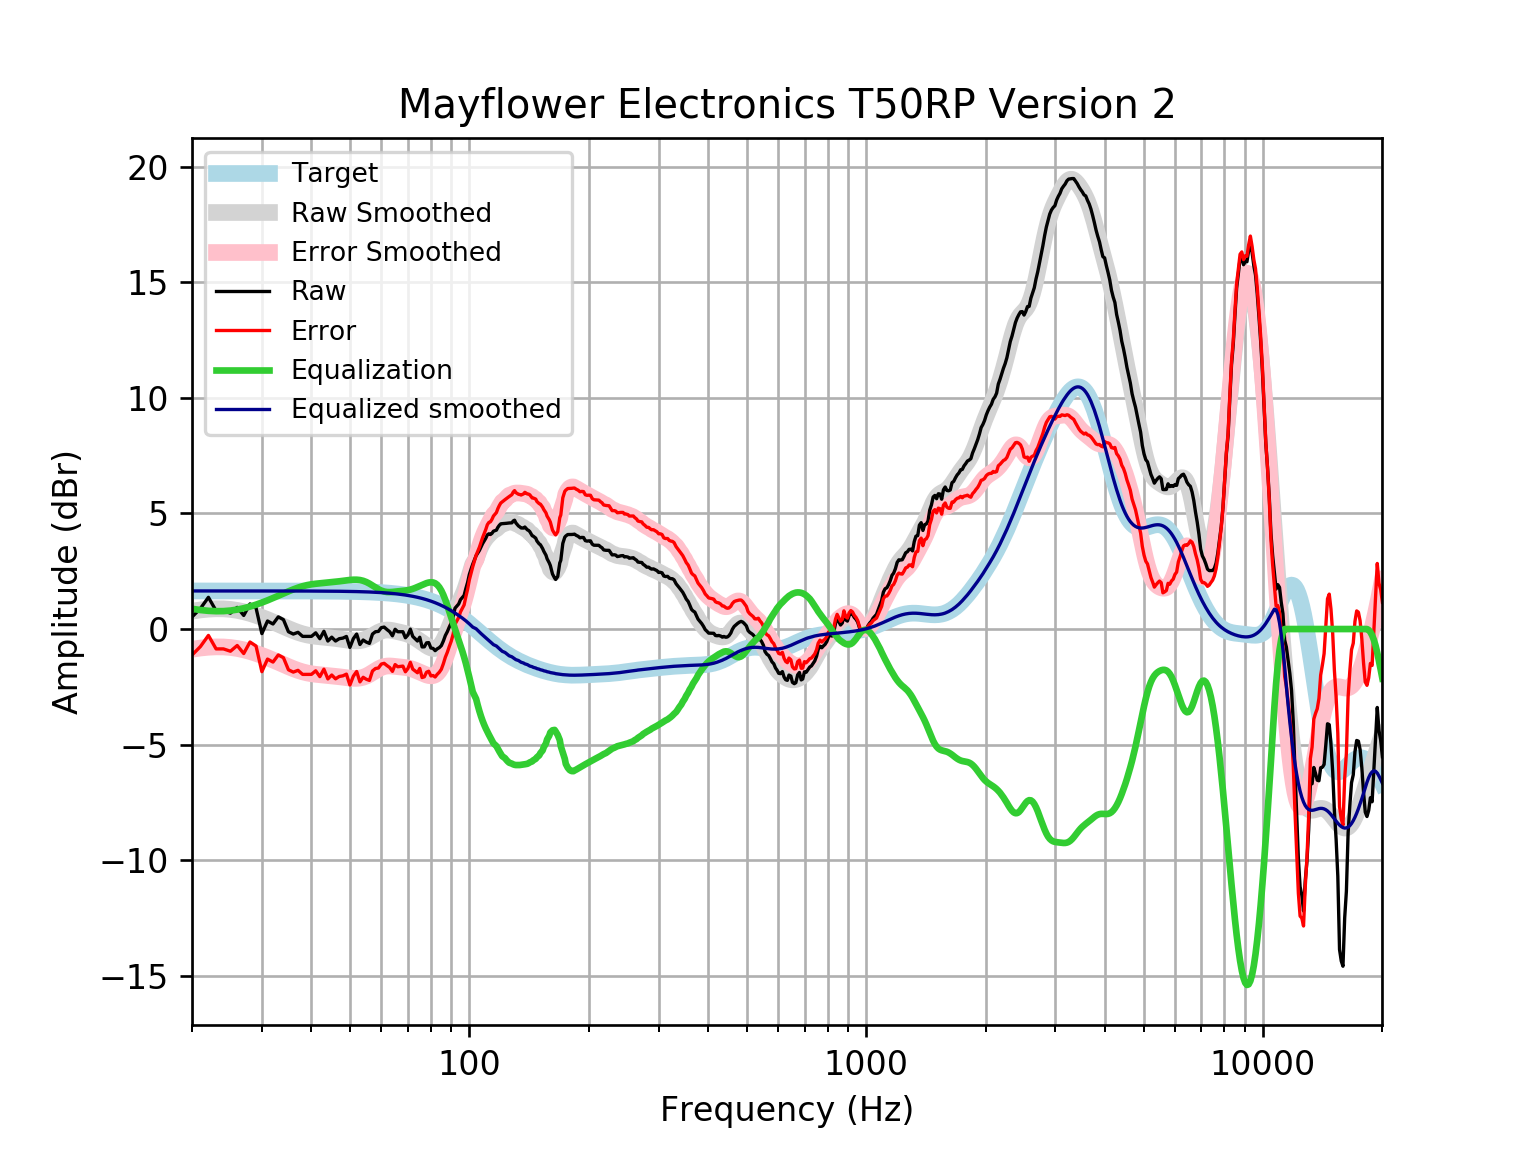 Mayflower Electronics T50RP Version 2
Target
Raw Smoothed
Error Smoothed
Raw
Error
Equalization
Equalized smoothed
20
15
10
5
0
−5
−10
−15
Amplitude (dBr)
100 1000 10000
Frequency (Hz)